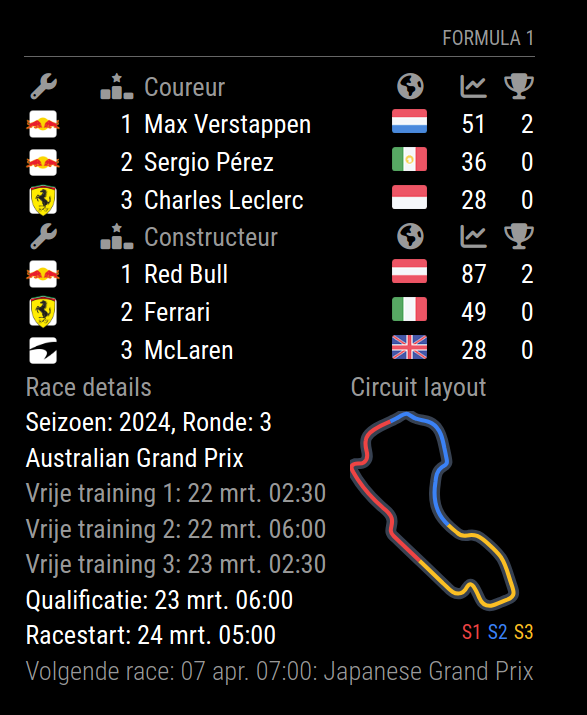 FORMULA 1
Coureur
1 Max Verstappen 51 2
2 Sergio Pérez 36 0
3 Charles Leclerc 28 0
Constructeur
1 Red Bull 87 2
2 Ferrari 49 0
3 McLaren 28 0
Race details Circuit layout
Seizoen: 2024, Ronde: 3
Australian Grand Prix
Vrije training 1: 22 mrt. 02:30
Vrije training 2: 22 mrt. 06:00
Vrije training 3: 23 mrt. 02:30
Qualificatie: 23 mrt. 06:00
Racestart: 24 mrt. 05:00
S1 S2 S3
Volgende race: 07 apr. 07:00: Japanese Grand Prix